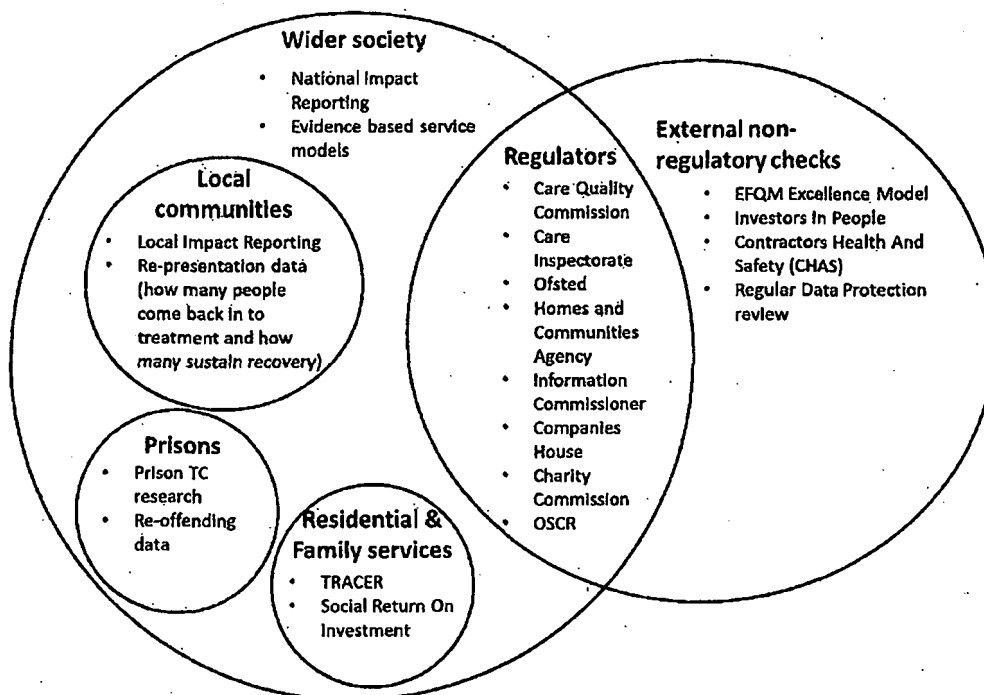 Wider society
• National Impact
Reporting
• Evidence based service
models
Local
communities
• Local Impact Reporting
• Re-presentation data
(how many people
come back in to
treatment and how
many sustain recovery)
Prisons
• Prison TC
research
• Re-offending
data
Residential &
Family services
• TRACER
• Social Return On
Investment
Regulators
• Care Quality
Commission
• Care
Inspectorate
• Ofsted
• Homes and
Communities
Agency
• Information
Commissioner
• Companies
House
• Charity
Commission
• OSCR
External non-
regulatory checks
• EFQM Excellence Model
• Investors In People
• Contractors Health And
Safety (CHAS)
• Regular Data Protection
review